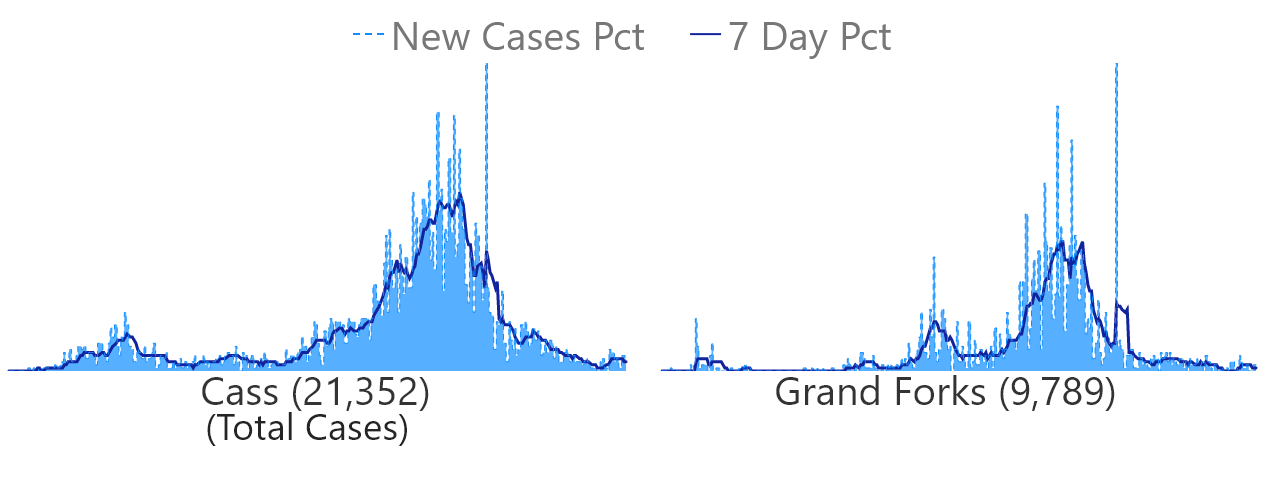 New Cases Pct 7 Day Pct
Cass (21,352) Grand Forks (9,789)
(Total Cases)